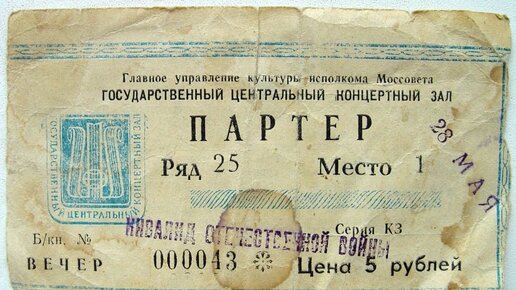 Главное управление культуры исполкома Моссовета
ГОСУДАРСТВЕННЫЙ ЦЕНТРАЛЬНЫЙ КОНЦЕРТНЫЙ ЗАЛ
ПАРТЕР
28 МАЯ
Ряд 25 Место 1
ГОСУДАРСТВЕННЫЙ ЦЕНТРАЛЬНЫЙ КОНЦЕРТНЫЙ ЗАЛ
ИНВАЛИД ОТЕЧЕСТВЕННОЙ ВОЙНЫ
Б/кн. № Серия КЗ
ВЕЧЕР 000043 * Цена 5 рублей